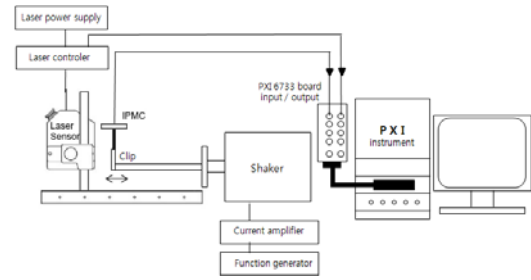 Laser power supply
Laser controler
PXI 6733 board
input / output
IPMC
Laser
Sensor
Clip
Shaker
PXI
instrument
Current amplifier
Function generator